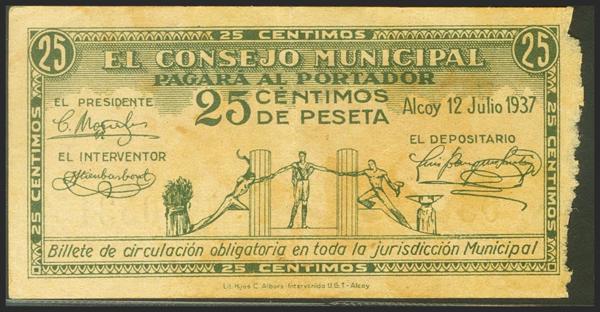 25 CENTIMOS
25
25
EL CONSEJO MUNICIPAL
PAGARÁ AL PORTADOR
25 CÉNTIMOS
DE PESETA
Alcoy 12 Julio 1937
EL PRESIDENTE
EL INTERVENTOR
EL DEPOSITARIO
25 CENTIMOS
25 CENTIMOS
Billete de circulación obligatoria en toda la jurisdicción Municipal
25 CENTIMOS
Lit. Hijos C. Albors Intervenido U.G.T - Alcoy